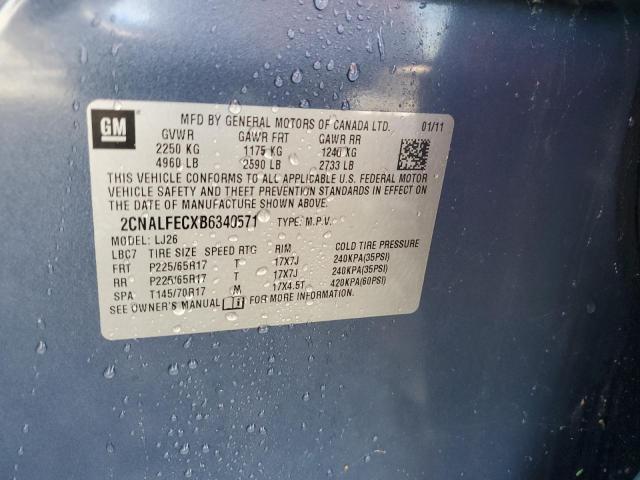 GM
MFD BY GENERAL MOTORS OF CANADA LTD. 01/11
GVWR GAWR FRT GAWR RR
2250 KG 1175 KG 1240 KG
4960 LB 2590 LB 2733 LB
THIS VEHICLE CONFORMS TO ALL APPLICABLE U.S. FEDERAL MOTOR
VEHICLE SAFETY AND THEFT PREVENTION STANDARDS IN EFFECT ON
THE DATE OF MANUFACTURE SHOWN ABOVE.
2CNALFECXB6340571 TYPE: M.P.V.
MODEL: LJ26
LBC7 TIRE SIZE SPEED RTG RIM COLD TIRE PRESSURE
FRT P225/65R17 T 17X7J 240KPA(35PSI)
RR P225/65R17 T 17X7J 240KPA(35PSI)
SPA T145/70R17 M 17X4.5T 420KPA(60PSI)
SEE OWNER'S MANUAL FOR MORE INFORMATION.